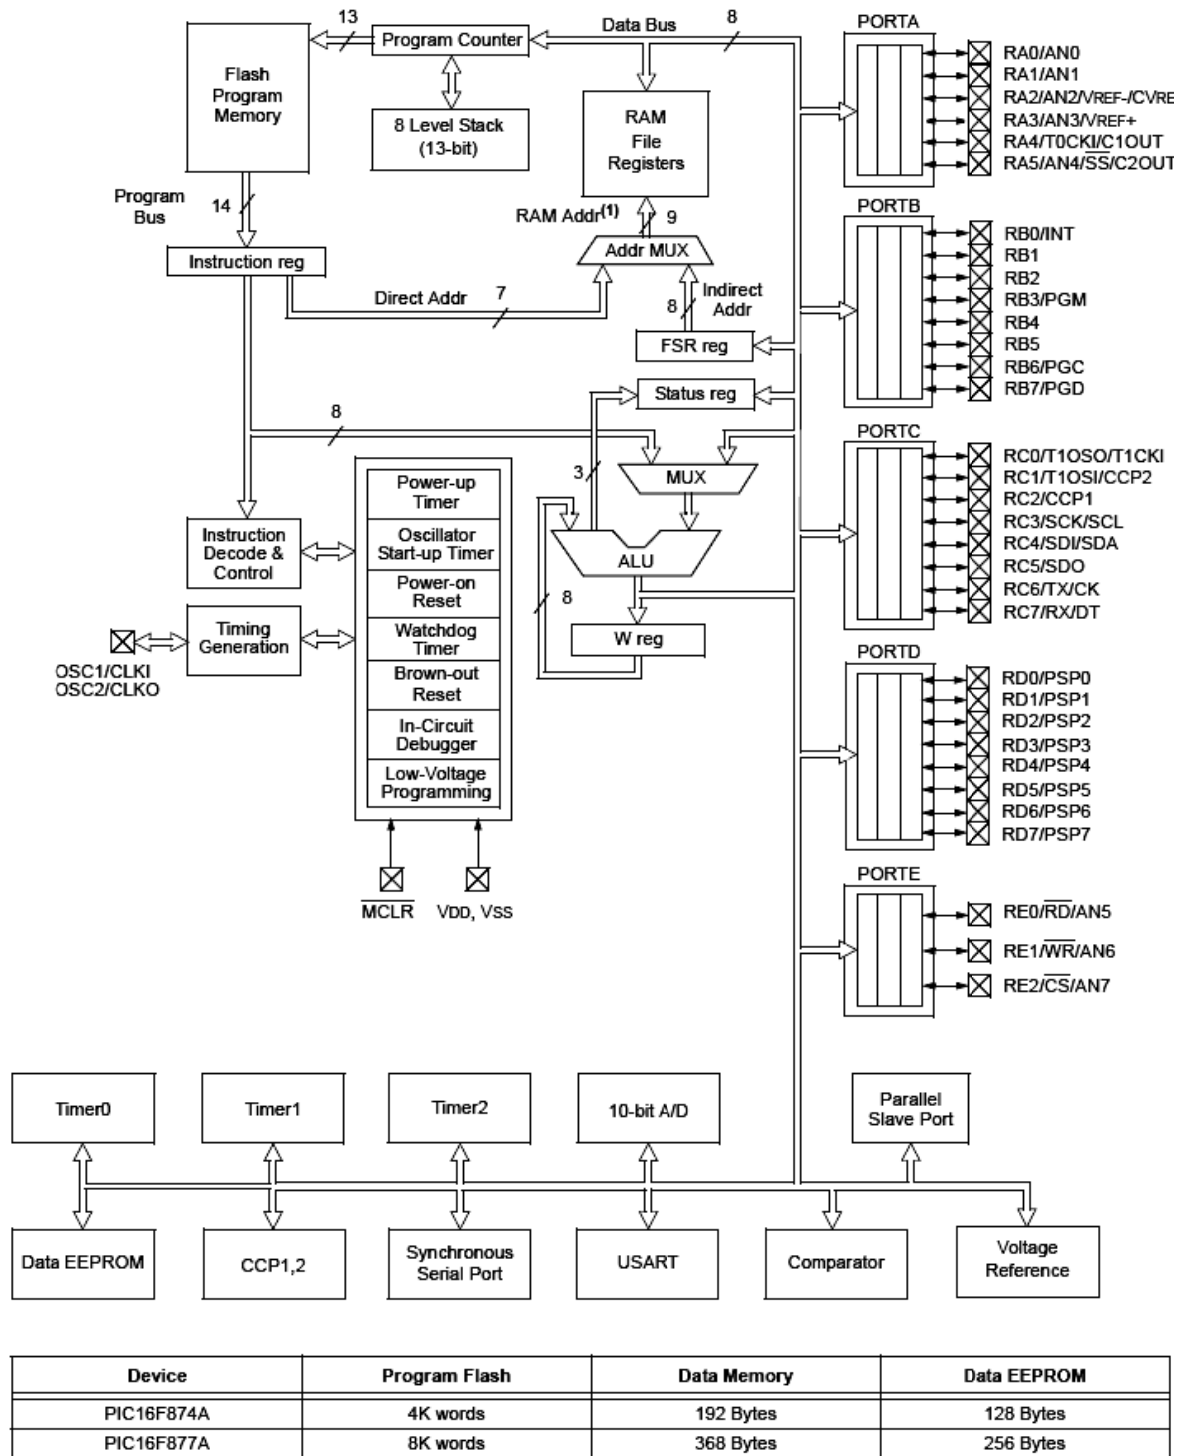 13
Program Counter
Data Bus
8
Flash
Program
Memory
8 Level Stack
(13-bit)
RAM
File
Registers
Program
Bus
14
RAM Addr(1)
9
Addr MUX
Instruction reg
Direct Addr
7
8
Indirect
Addr
FSR reg
Status reg
8
3
MUX
ALU
8
W reg
Instruction
Decode &
Control
Timing
Generation
OSC1/CLKI
OSC2/CLKO
Power-up
Timer
Oscillator
Start-up Timer
Power-on
Reset
Watchdog
Timer
Brown-out
Reset
In-Circuit
Debugger
Low-Voltage
Programming
MCLR
VDD, VSS
PORTA
RA0/AN0
RA1/AN1
RA2/AN2/VREF-/CVRE
RA3/AN3/VREF+
RA4/T0CKI/C1OUT
RA5/AN4/SS/C2OUT
PORTB
RB0/INT
RB1
RB2
RB3/PGM
RB4
RB5
RB6/PGC
RB7/PGD
PORTC
RC0/T1OSO/T1CKI
RC1/T1OSI/CCP2
RC2/CCP1
RC3/SCK/SCL
RC4/SDI/SDA
RC5/SDO
RC6/TX/CK
RC7/RX/DT
PORTD
RD0/PSP0
RD1/PSP1
RD2/PSP2
RD3/PSP3
RD4/PSP4
RD5/PSP5
RD6/PSP6
RD7/PSP7
PORTE
RE0/RD/AN5
RE1/WR/AN6
RE2/CS/AN7
Timer0
Timer1
Timer2
10-bit A/D
Parallel
Slave Port
Data EEPROM
CCP1,2
Synchronous
Serial Port
USART
Comparator
Voltage
Reference
Device Program Flash Data Memory Data EEPROM
PIC16F874A 4K words 192 Bytes 128 Bytes
PIC16F877A 8K words 368 Bytes 256 Bytes